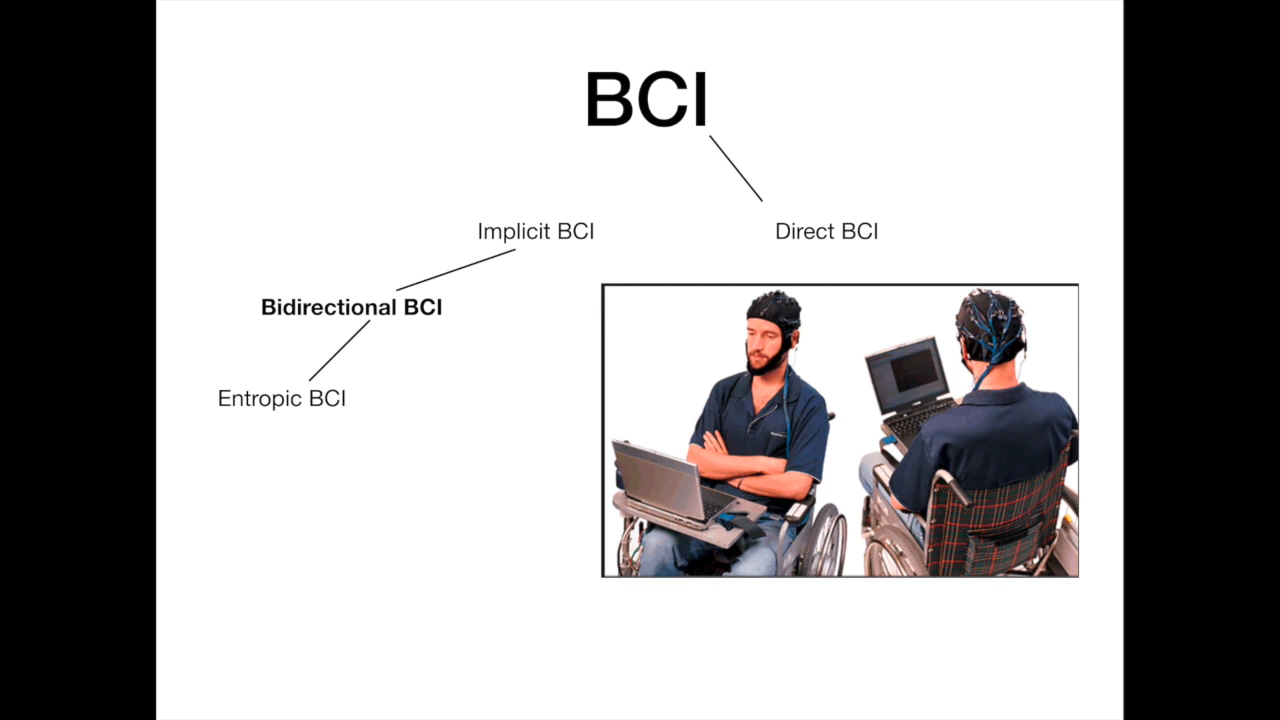 BCI
Implicit BCI
Direct BCI
Bidirectional BCI
Entropic BCI